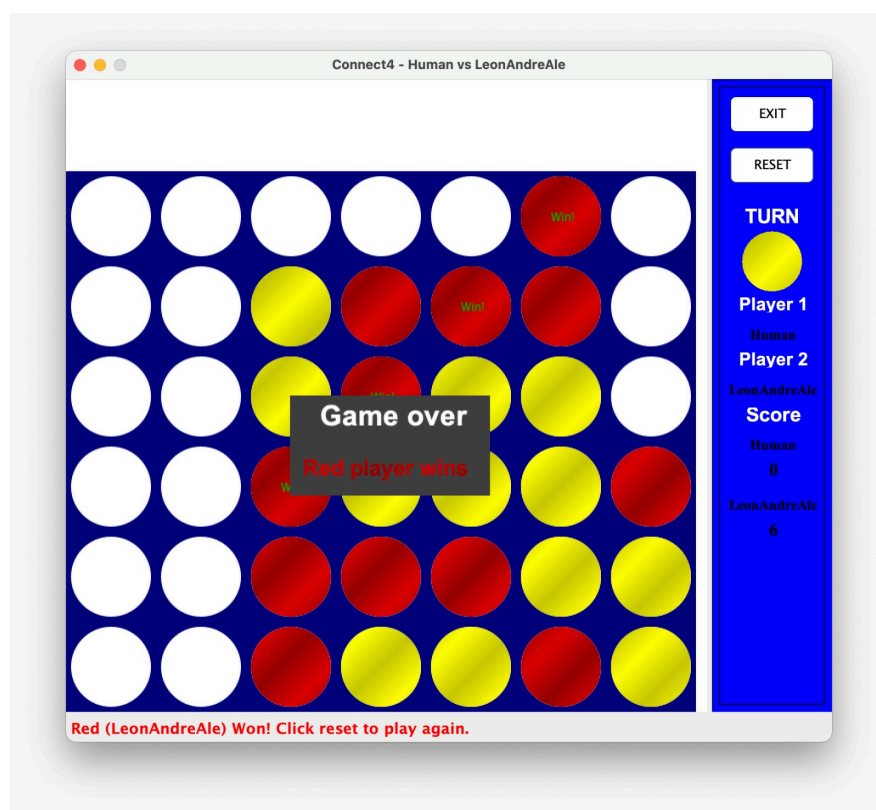 Connect4 - Human vs LeonAndreAle
EXIT
RESET
TURN
Player 1
Human
Player 2
LeonAndreAle
Score
Human
0
LeonAndreAle
6
Win!
Win!
Win!
Game over
Red player wins
Red (LeonAndreAle) Won! Click reset to play again.